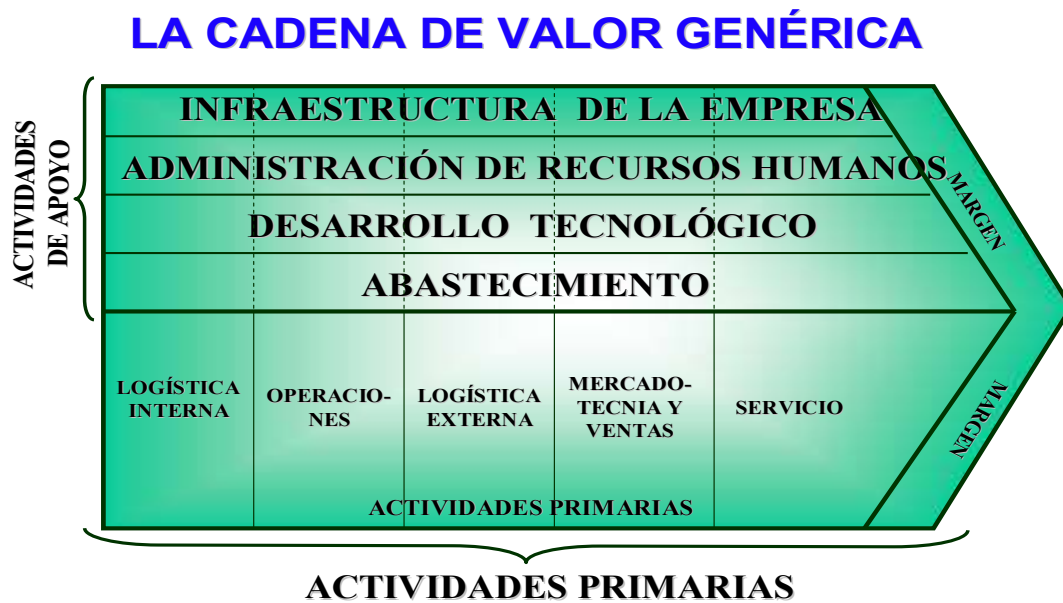 LA CADENA DE VALOR GENÉRICA
ACTIVIDADES
DE APOYO
INFRAESTRUCTURA DE LA EMPRESA
ADMINISTRACIÓN DE RECURSOS HUMANOS
DESARROLLO TECNOLÓGICO
ABASTECIMIENTO
MARGEN
LOGÍSTICA
INTERNA
OPERACIO-
NES
LOGÍSTICA
EXTERNA
MERCADO-
TECNIA Y
VENTAS
SERVICIO
MARGEN
ACTIVIDADES PRIMARIAS
ACTIVIDADES PRIMARIAS